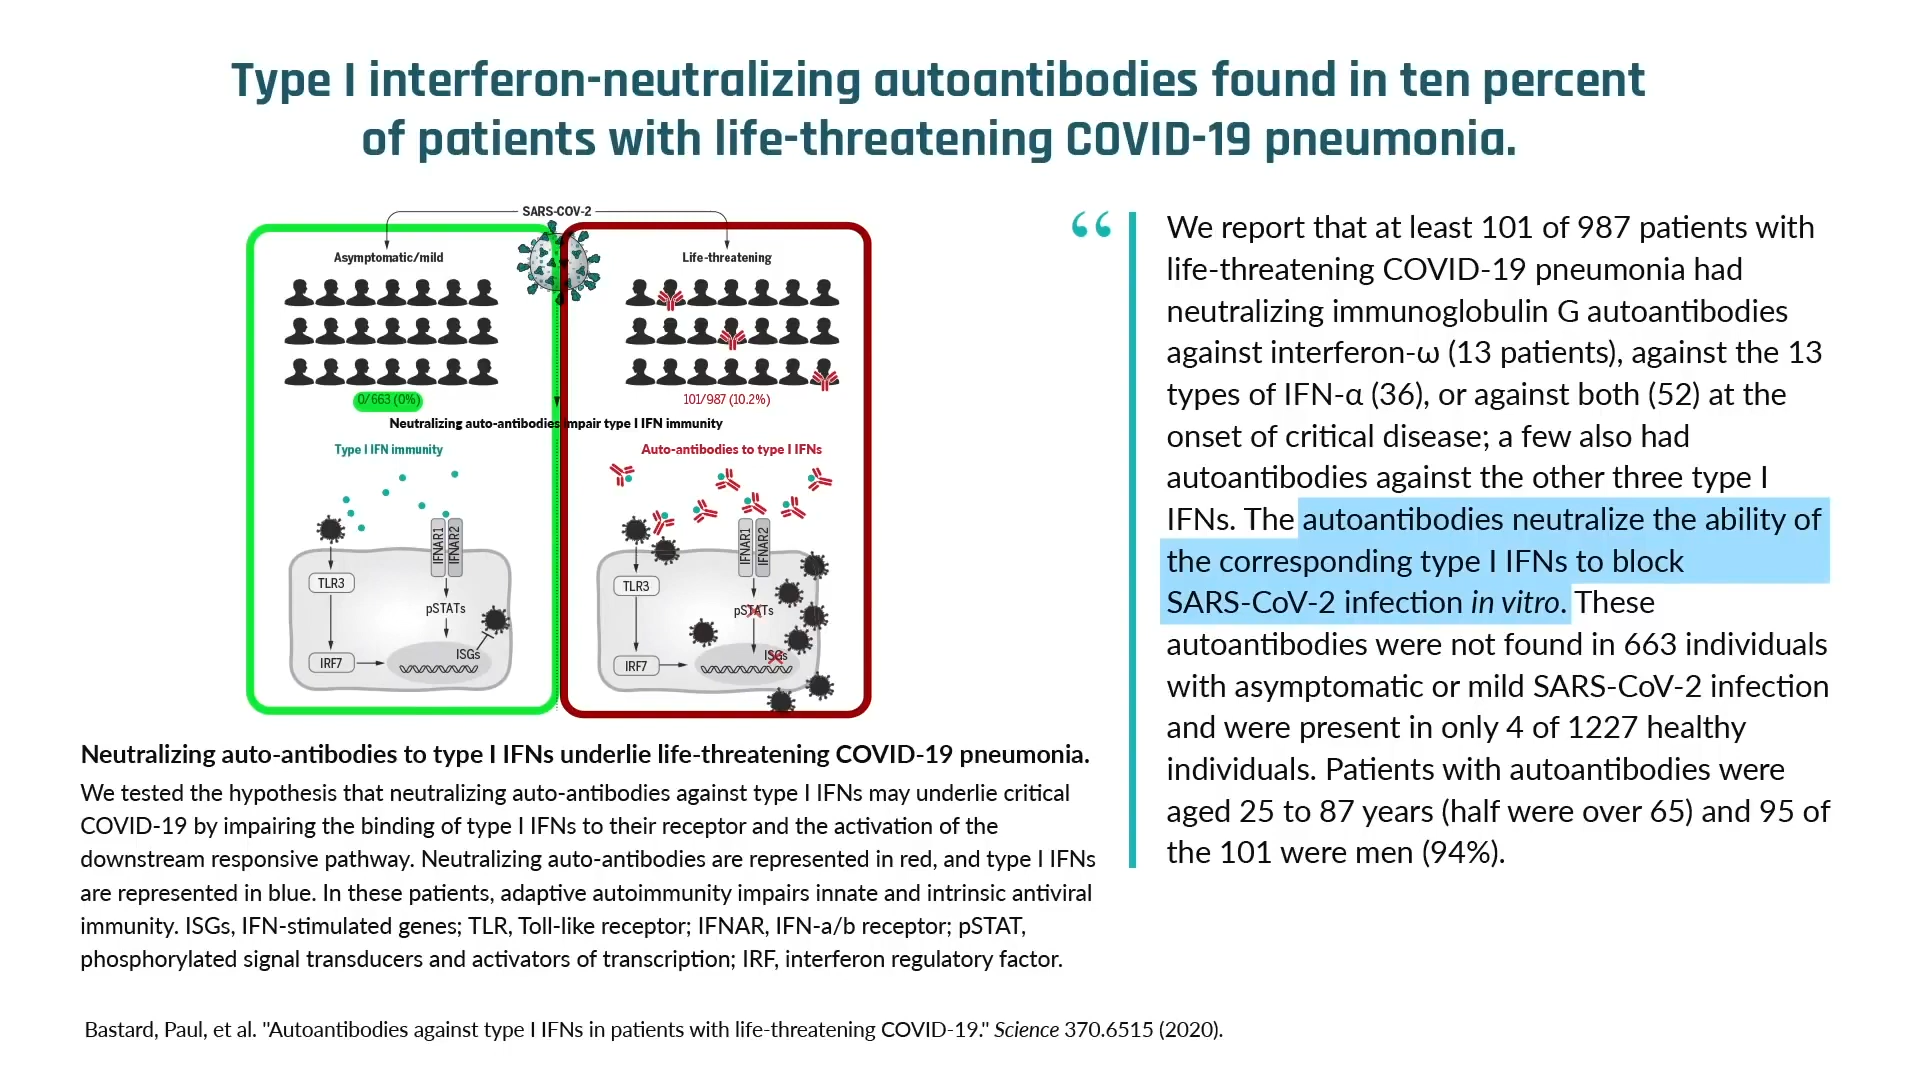 Type I interferon-neutralizing autoantibodies found in ten percent
of patients with life-threatening COVID-19 pneumonia.
SARS-COV-2
Asymptomatic/mild
Life-threatening
0/663 (0%)
101/987 (10.2%)
Neutralizing auto-antibodies impair type I IFN immunity
Type I IFN immunity
Auto-antibodies to type I IFNs
IFNAR1
IFNAR2
TLR3
pSTATs
ISGs
IRF7
IFNAR1
IFNAR2
TLR3
pSTATs
ISGs
IRF7
Neutralizing auto-antibodies to type I IFNs underlie life-threatening COVID-19 pneumonia.
We tested the hypothesis that neutralizing auto-antibodies against type I IFNs may underlie critical
COVID-19 by impairing the binding of type I IFNs to their receptor and the activation of the
downstream responsive pathway. Neutralizing auto-antibodies are represented in red, and type I IFNs
are represented in blue. In these patients, adaptive autoimmunity impairs innate and intrinsic antiviral
immunity. ISGs, IFN-stimulated genes; TLR, Toll-like receptor; IFNAR, IFN-a/b receptor; pSTAT,
phosphorylated signal transducers and activators of transcription; IRF, interferon regulatory factor.
“
We report that at least 101 of 987 patients with
life-threatening COVID-19 pneumonia had
neutralizing immunoglobulin G autoantibodies
against interferon-ω (13 patients), against the 13
types of IFN-α (36), or against both (52) at the
onset of critical disease; a few also had
autoantibodies against the other three type I
IFNs. The autoantibodies neutralize the ability of
the corresponding type I IFNs to block
SARS-CoV-2 infection in vitro. These
autoantibodies were not found in 663 individuals
with asymptomatic or mild SARS-CoV-2 infection
and were present in only 4 of 1227 healthy
individuals. Patients with autoantibodies were
aged 25 to 87 years (half were over 65) and 95 of
the 101 were men (94%).
Bastard, Paul, et al. "Autoantibodies against type I IFNs in patients with life-threatening COVID-19." Science 370.6515 (2020).